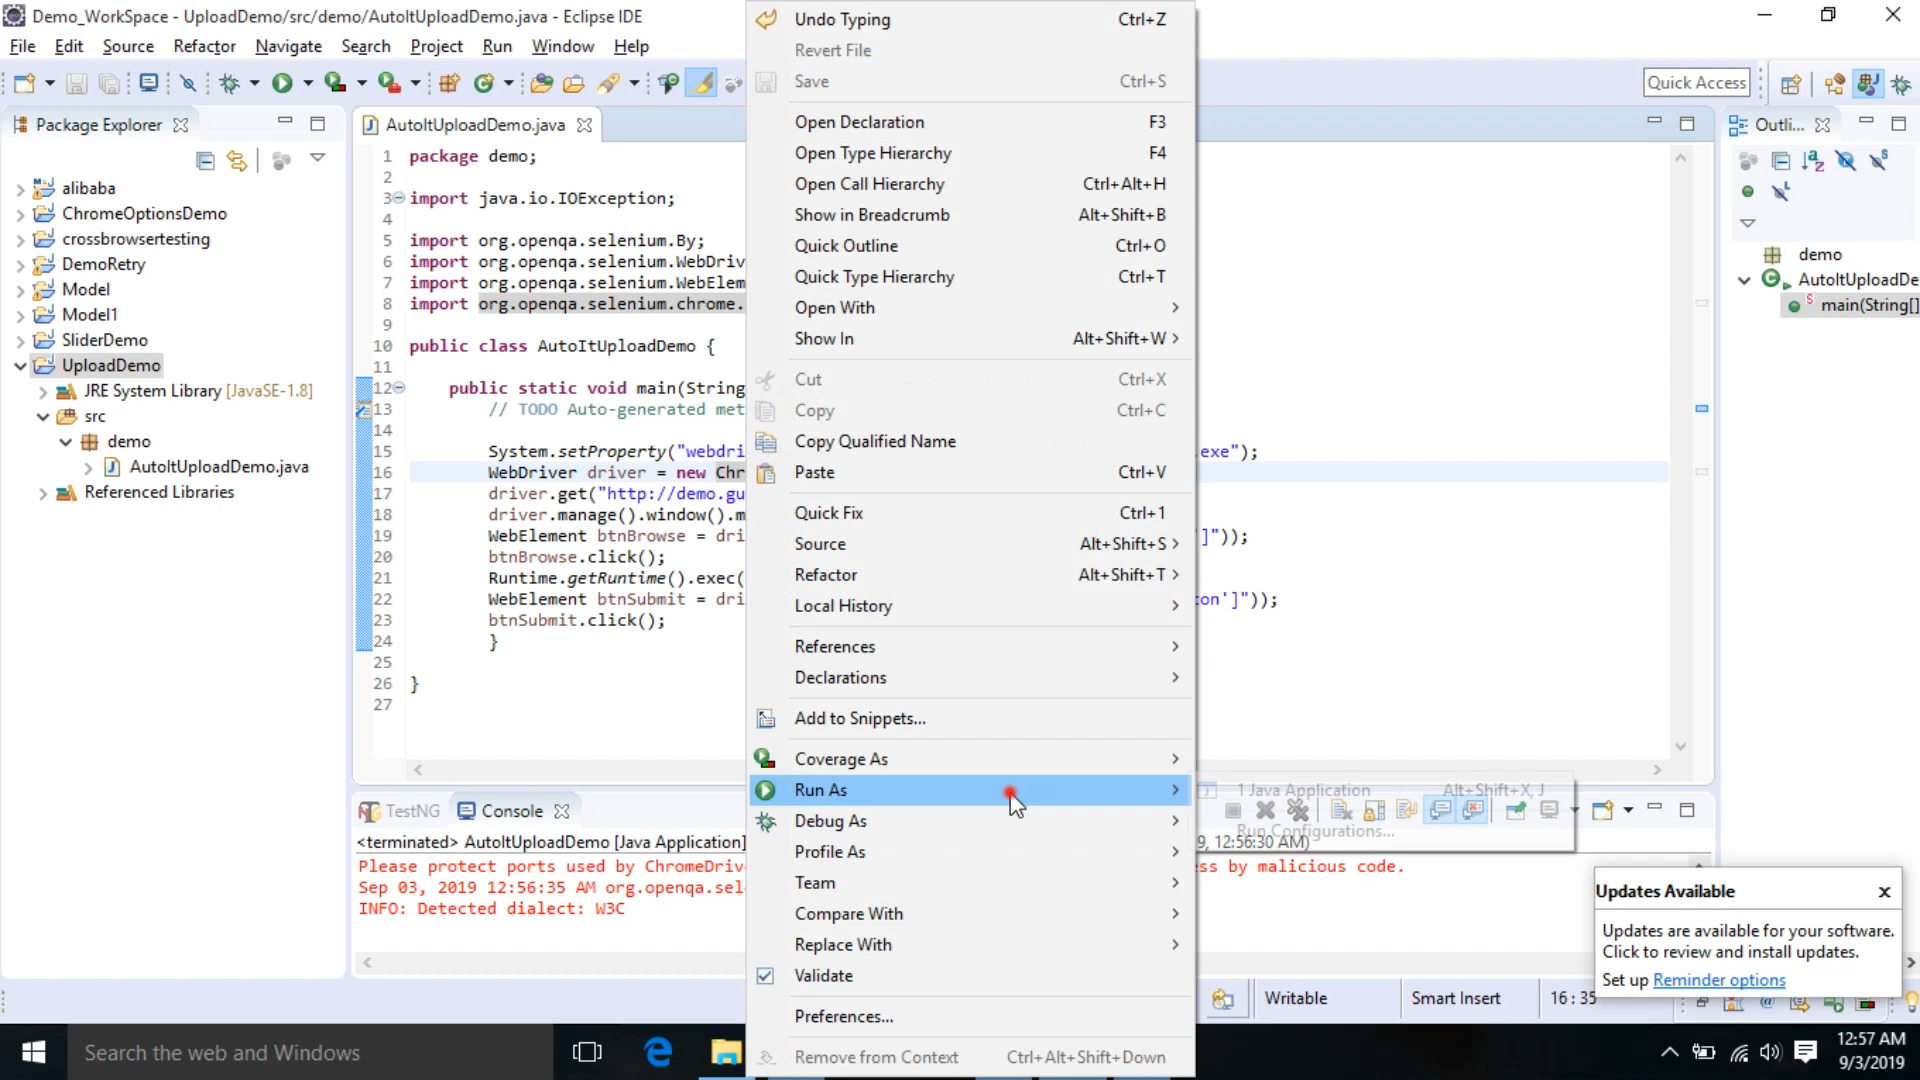 Demo_WorkSpace - UploadDemo/src/demo/AutoItUploadDemo.java - Eclipse IDE
File Edit Source Refactor Navigate Search Project Run Window Help
Quick Access
Package Explorer
alibaba
ChromeOptionsDemo
crossbrowsertesting
DemoRetry
Model
Model1
SliderDemo
UploadDemo
JRE System Library [JavaSE-1.8]
src
demo
AutoItUploadDemo.java
Referenced Libraries
AutoItUploadDemo.java
1 package demo;
2
3 import java.io.IOException;
4
5 import org.openqa.selenium.By;
6 import org.openqa.selenium.WebDriv
7 import org.openqa.selenium.WebElem
8 import org.openqa.selenium.chrome.
9
10 public class AutoItUploadDemo {
11
12 public static void main(String
13 // TODO Auto-generated met
14
15 System.setProperty("webdri exe");
16 WebDriver driver = new Chr
17 driver.get("http://demo.gu
18 driver.manage().window().m
19 WebElement btnBrowse = dri ]"));
20 btnBrowse.click();
21 Runtime.getRuntime().exec(
22 WebElement btnSubmit = dri on']"));
23 btnSubmit.click();
24 }
25
26 }
27
Undo Typing Ctrl+Z
Revert File
Save Ctrl+S
Open Declaration F3
Open Type Hierarchy F4
Open Call Hierarchy Ctrl+Alt+H
Show in Breadcrumb Alt+Shift+B
Quick Outline Ctrl+O
Quick Type Hierarchy Ctrl+T
Open With
Show In Alt+Shift+W
Cut Ctrl+X
Copy Ctrl+C
Copy Qualified Name
Paste Ctrl+V
Quick Fix Ctrl+1
Source Alt+Shift+S
Refactor Alt+Shift+T
Local History
References
Declarations
Add to Snippets...
Coverage As
Run As
Debug As
Profile As
Team
Compare With
Replace With
Validate
Preferences...
Remove from Context Ctrl+Alt+Shift+Down
1 Java Application Alt+Shift+X, J
Run Configurations...
Outli...
demo
AutoItUploadDe
main(String[]
TestNG Console
<terminated> AutoItUploadDemo [Java Application] 9, 12:56:30 AM)
Please protect ports used by ChromeDriv ss by malicious code.
Sep 03, 2019 12:56:35 AM org.openqa.sel
INFO: Detected dialect: W3C
Updates Available
Updates are available for your software.
Click to review and install updates.
Set up Reminder options
Writable Smart Insert 16 : 35
Search the web and Windows
12:57 AM
9/3/2019